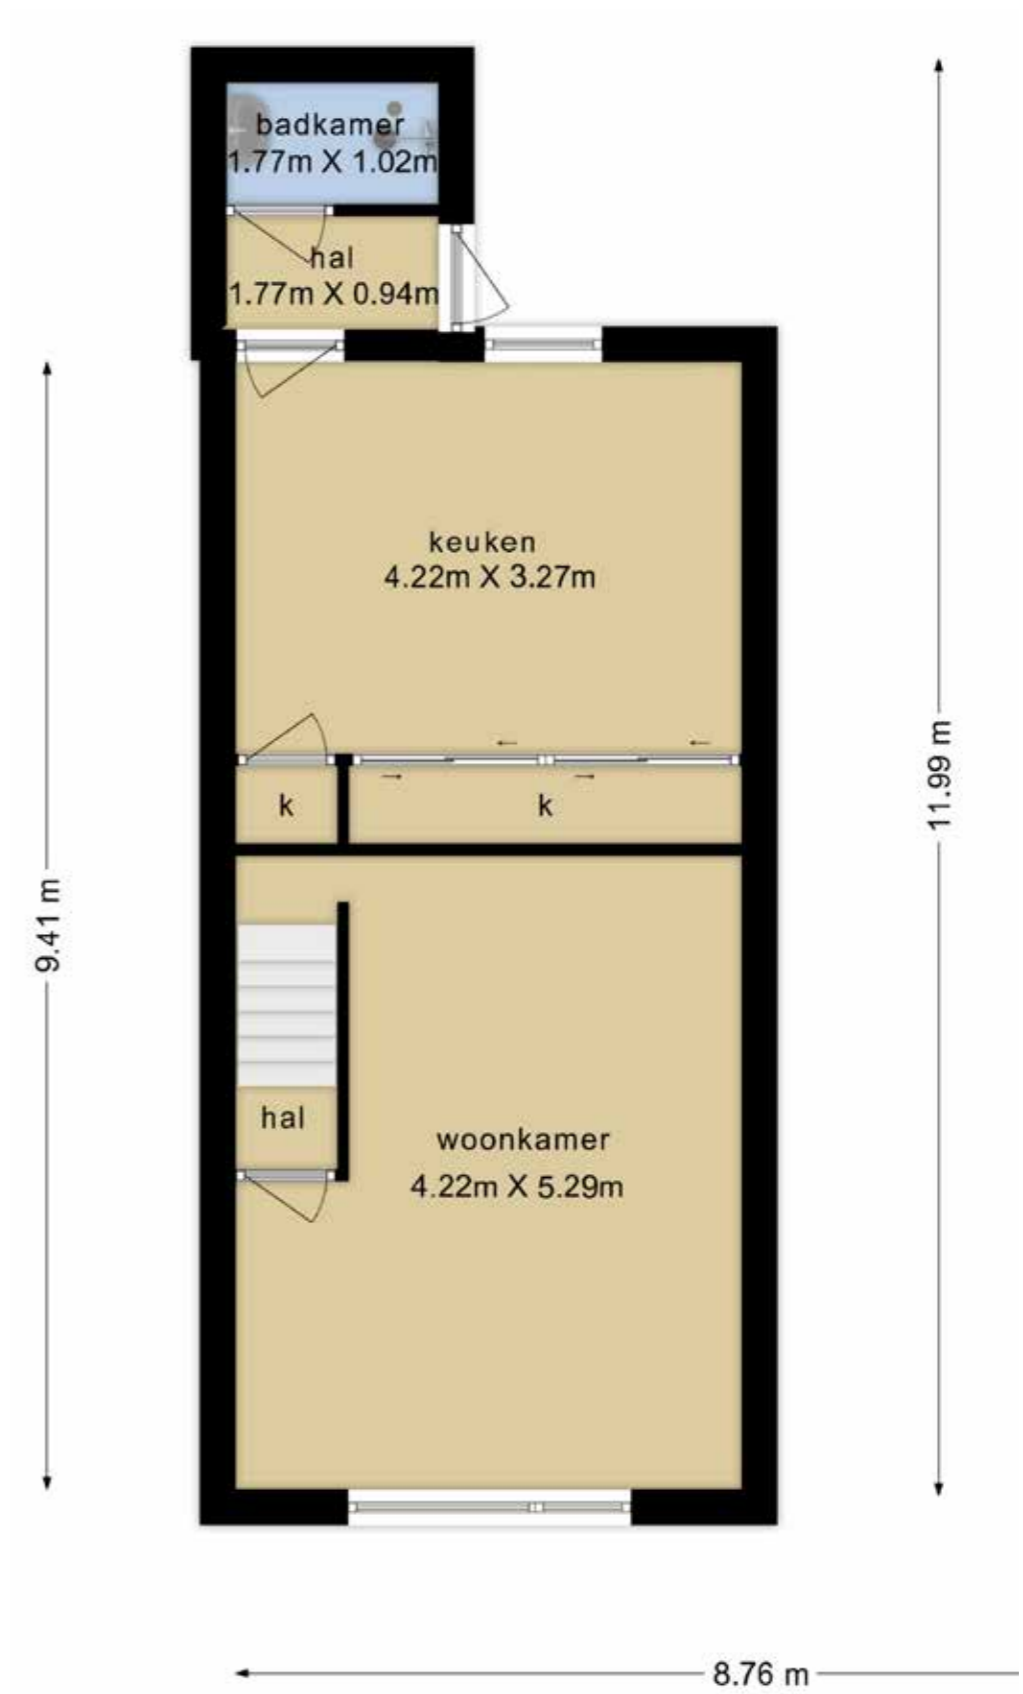 badkamer
1.77m X 1.02m
hal
1.77m X 0.94m
keuken
4.22m X 3.27m
k
k
11.99 m
9.41 m
hal
woonkamer
4.22m X 5.29m
8.76 m